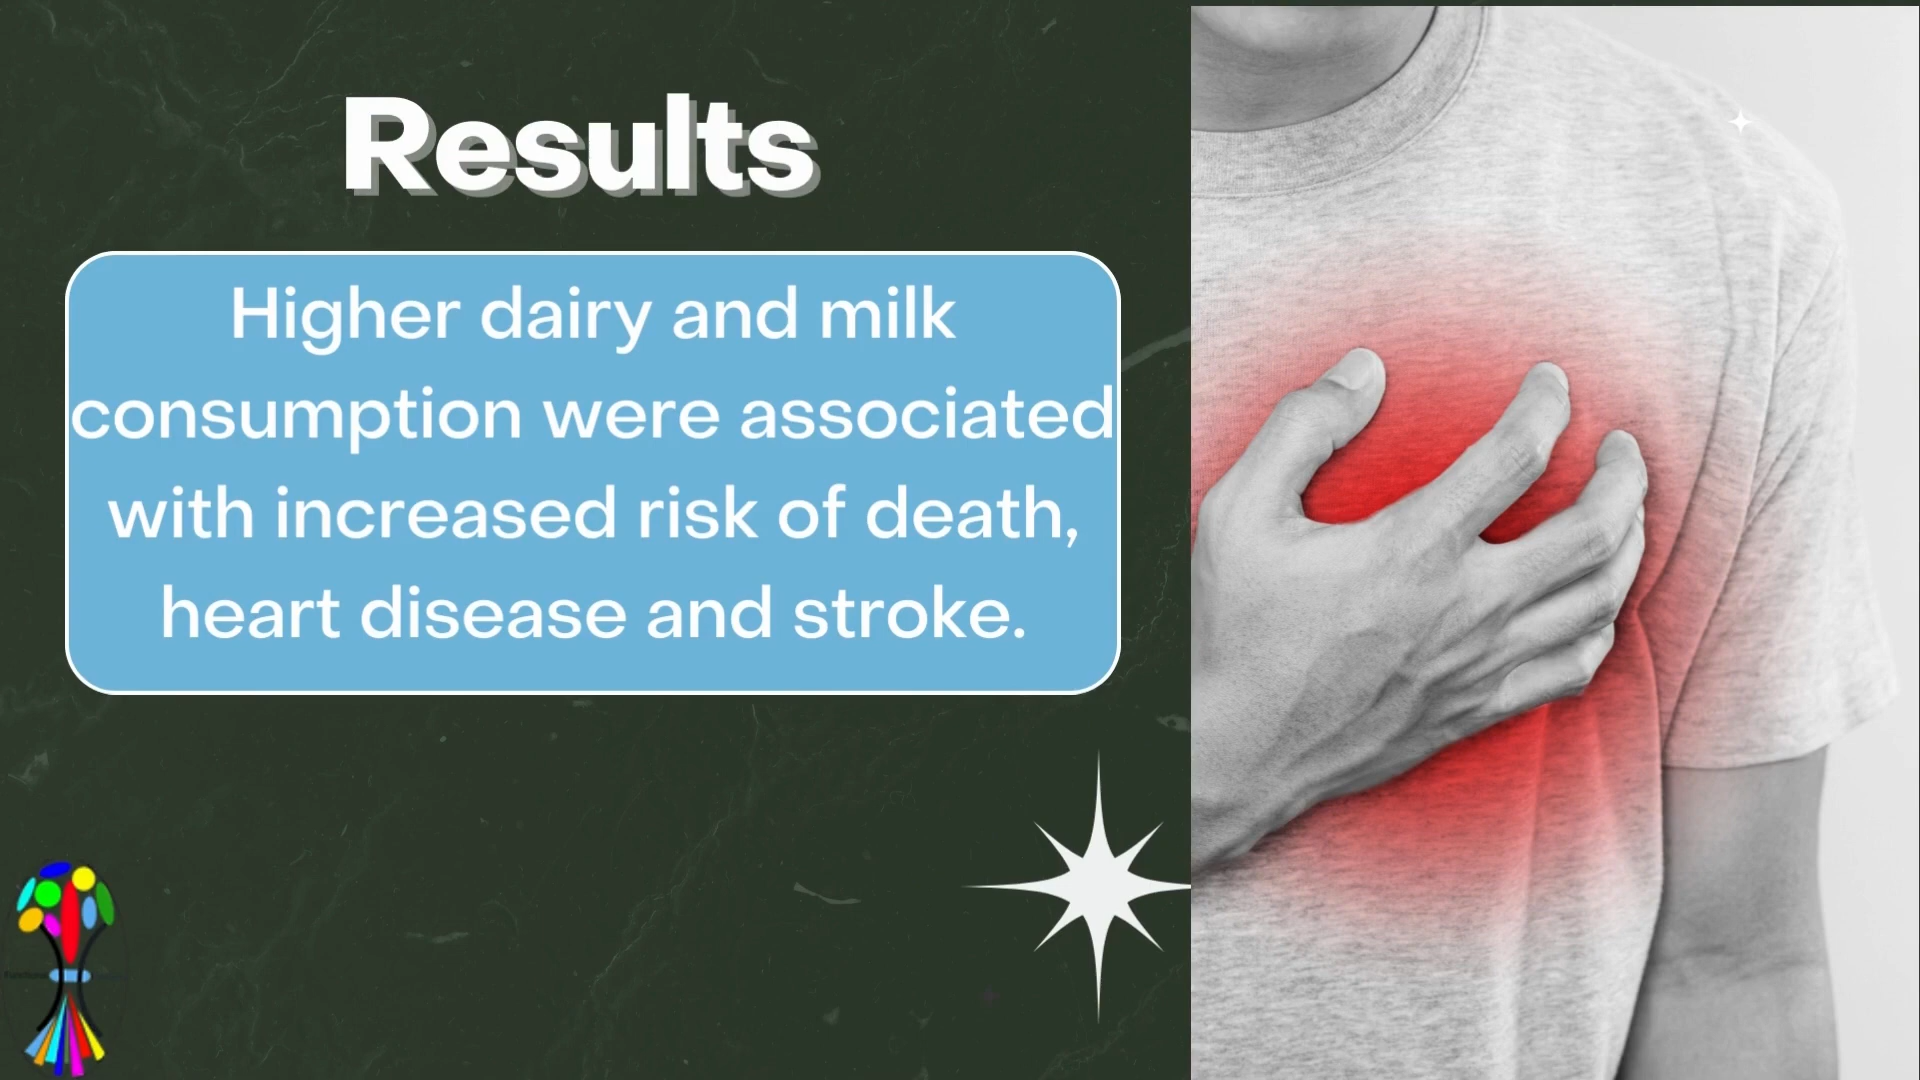 Results
Higher dairy and milk
consumption were associated
with increased risk of death,
heart disease and stroke.